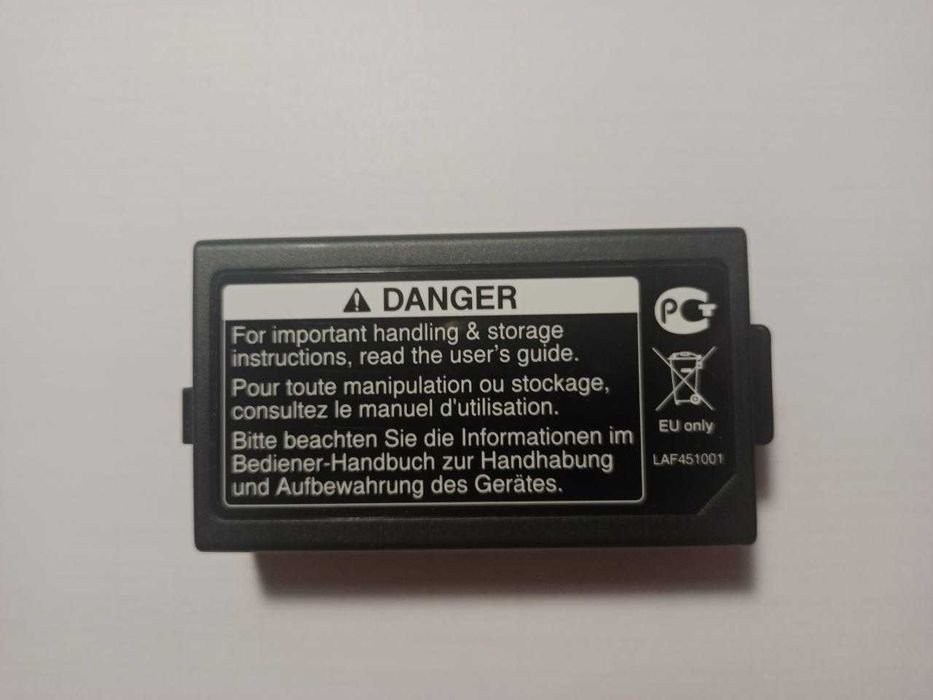 ⚠ DANGER
For important handling & storage
instructions, read the user's guide.
Pour toute manipulation ou stockage,
consultez le manuel d'utilisation.
Bitte beachten Sie die Informationen im
Bediener-Handbuch zur Handhabung
und Aufbewahrung des Gerätes.
PCT
EU only
LAF451001